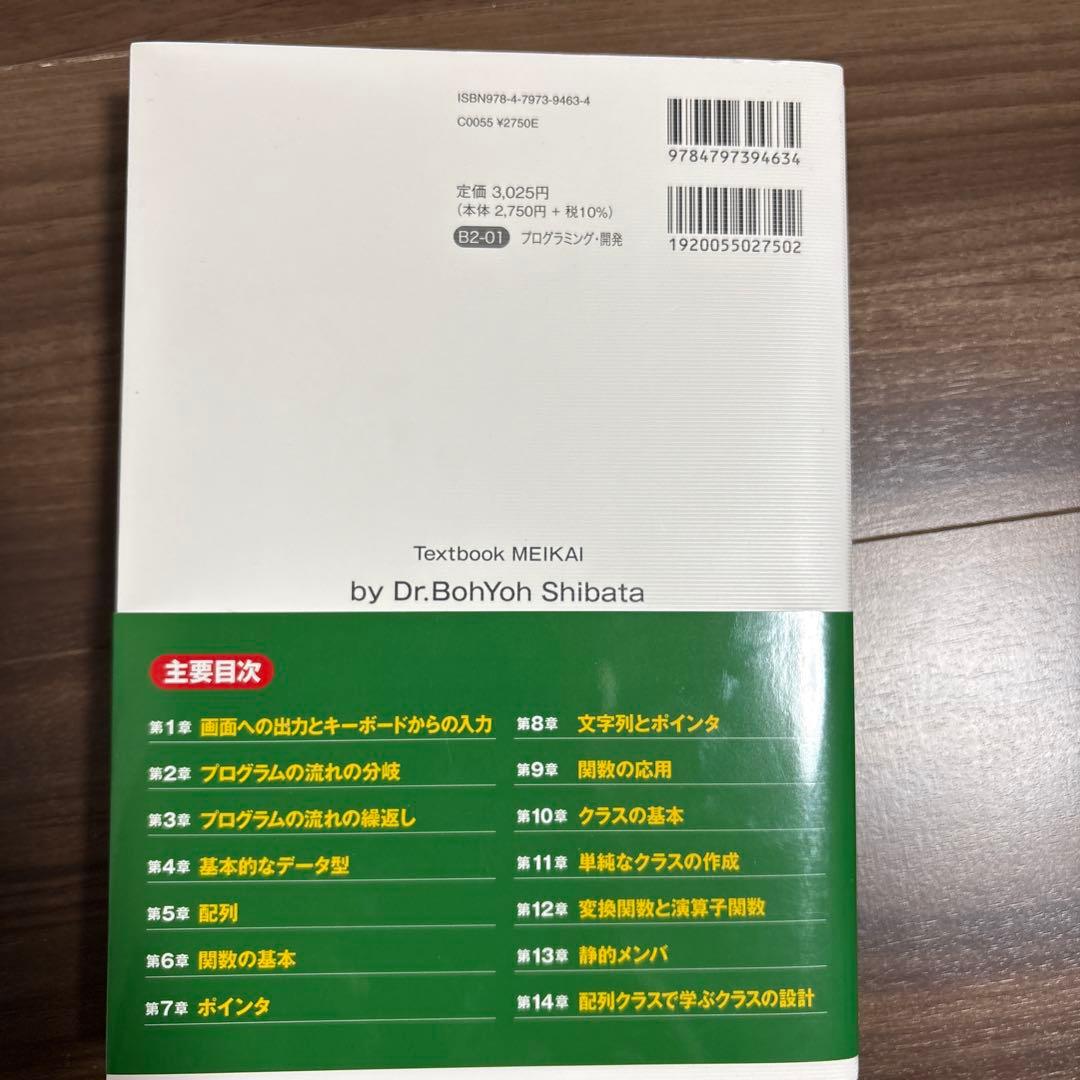 ISBN978-4-7973-9463-4
C0055 ¥2750E
9784797394634
定価 3,025円
(本体 2,750円 + 税10%)
B2-01 プログラミング・開発
1920055027502
Textbook MEIKAI
by Dr.BohYoh Shibata
主要目次
第1章 画面への出力とキーボードからの入力
第2章 プログラムの流れの分岐
第3章 プログラムの流れの繰返し
第4章 基本的なデータ型
第5章 配列
第6章 関数の基本
第7章 ポインタ
第8章 文字列とポインタ
第9章 関数の応用
第10章 クラスの基本
第11章 単純なクラスの作成
第12章 変換関数と演算子関数
第13章 静的メンバ
第14章 配列クラスで学ぶクラスの設計